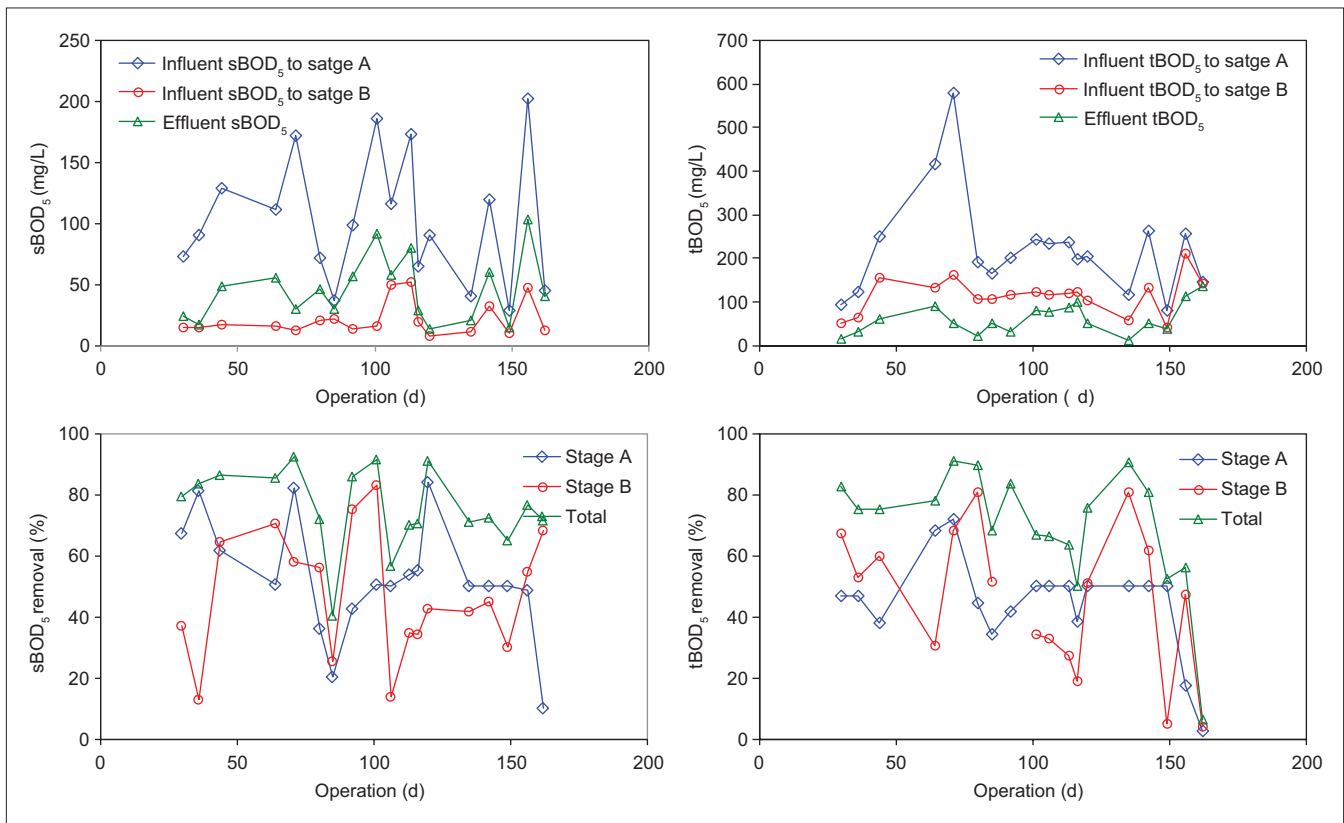 250
200
150
100
50
0
sBOD5 (mg/L)
Influent sBOD5 to satge A
Influent sBOD5 to satge B
Effluent sBOD5
0 50 100 150 200
Operation (d)
700
600
500
400
300
200
100
0
tBOD5 (mg/L)
Influent tBOD5 to satge A
Influent tBOD5 to satge B
Effluent tBOD5
0 50 100 150 200
Operation ( d)
100
80
60
40
20
0
sBOD5 removal (%)
Stage A
Stage B
Total
0 50 100 150 200
Operation (d)
100
80
60
40
20
0
tBOD5 removal (%)
Stage A
Stage B
Total
0 50 100 150 200
Operation (d)